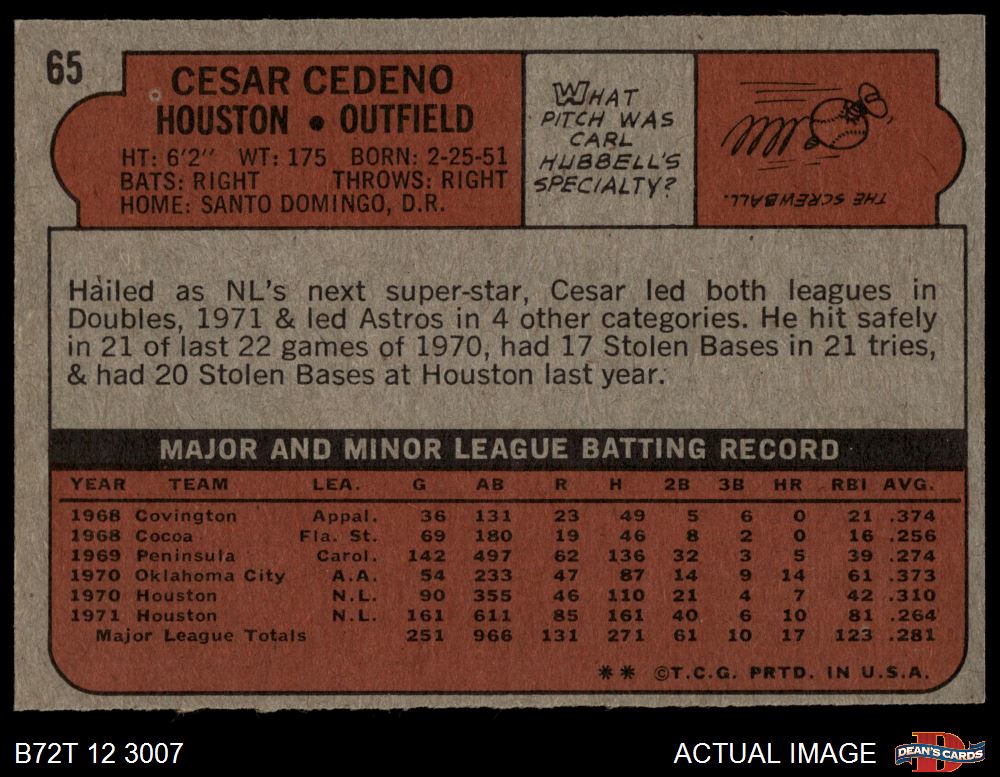 65
CESAR CEDENO
HOUSTON • OUTFIELD
HT: 6'2" WT: 175 BORN: 2-25-51
BATS: RIGHT THROWS: RIGHT
HOME: SANTO DOMINGO, D.R.
WHAT
PITCH WAS
CARL
HUBBELL'S
SPECIALTY?
THE SCREWBALL.
Hailed as NL's next super-star, Cesar led both leagues in
Doubles, 1971 & led Astros in 4 other categories. He hit safely
in 21 of last 22 games of 1970, had 17 Stolen Bases in 21 tries,
& had 20 Stolen Bases at Houston last year.
MAJOR AND MINOR LEAGUE BATTING RECORD
YEAR TEAM LEA. G AB R H 2B 3B HR RBI AVG.
1968 Covington Appal. 36 131 23 49 5 6 0 21 .374
1968 Cocoa Fla. St. 69 180 19 46 8 2 0 16 .256
1969 Peninsula Carol. 142 497 62 136 32 3 5 39 .274
1970 Oklahoma City A.A. 54 233 47 87 14 9 14 61 .373
1970 Houston N.L. 90 355 46 110 21 4 7 42 .310
1971 Houston N.L. 161 611 85 161 40 6 10 81 .264
Major League Totals 251 966 131 271 61 10 17 123 .281
** ©T.C.G. PRTD. IN U.S.A.
B72T 12 3007
ACTUAL IMAGE
D
DEAN'S CARDS